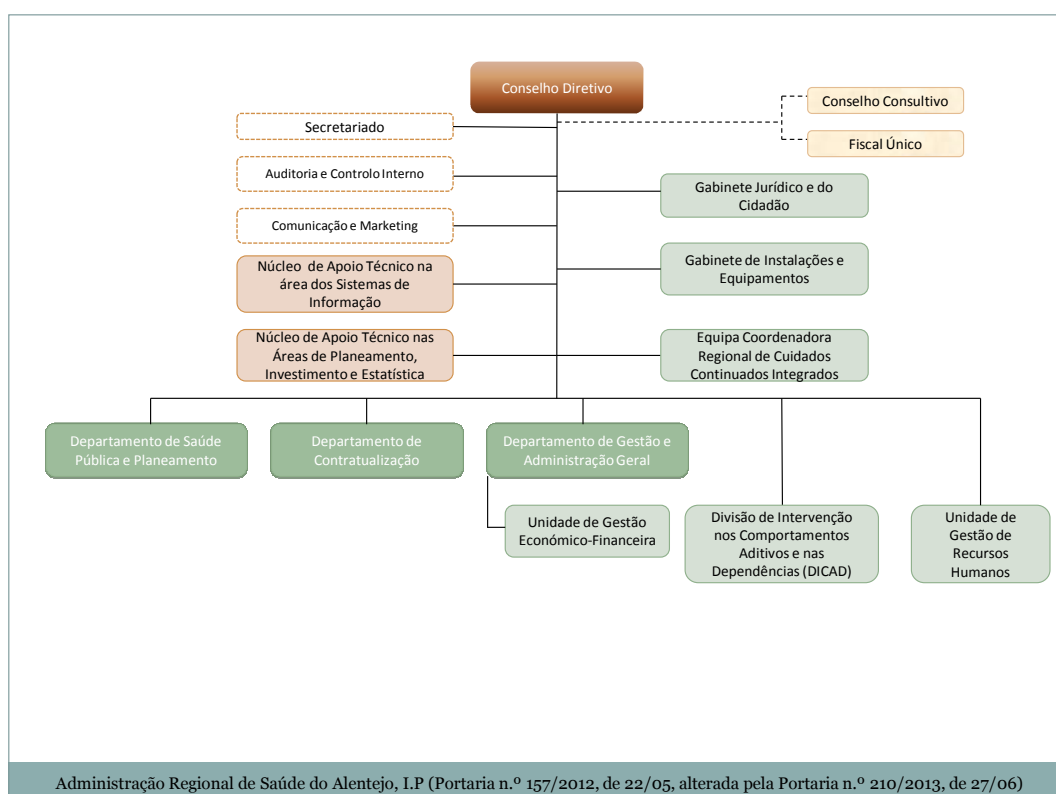 Conselho Diretivo
Conselho Consultivo
Fiscal Único
Secretariado
Auditoria e Controlo Interno
Comunicação e Marketing
Núcleo de Apoio Técnico na
área dos Sistemas de
Informação
Núcleo de Apoio Técnico nas
Áreas de Planeamento,
Investimento e Estatística
Gabinete Jurídico e do
Cidadão
Gabinete de Instalações e
Equipamentos
Equipa Coordenadora
Regional de Cuidados
Continuados Integrados
Departamento de Saúde
Pública e Planeamento
Departamento de
Contratualização
Departamento de Gestão e
Administração Geral
Unidade de Gestão
Económico-Financeira
Divisão de Intervenção
nos Comportamentos
Aditivos e nas
Dependências (DICAD)
Unidade de
Gestão de
Recursos
Humanos
Administração Regional de Saúde do Alentejo, I.P (Portaria n.º 157/2012, de 22/05, alterada pela Portaria n.º 210/2013, de 27/06)